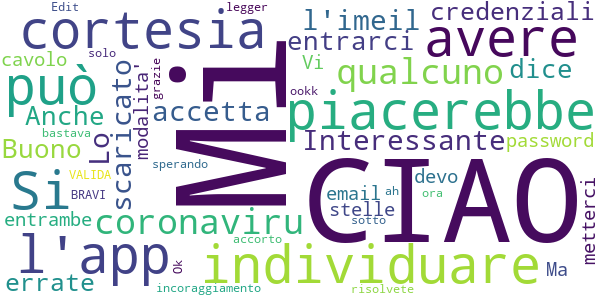 Edit
legger
cortesia
l'imeil
credenziali
entrarci
avere
cavolo
solo
grazie
Mi
Vi
qualcuno
dice
può
scaricato
modalita'
accetta
ookk
piacerebbe
Anche
Lo
bastava
Interessante
password
Buono
sperando
CIAO
VALIDA
BRAVI
Si
devo
metterci
email
ah
ora
stelle
sotto
entrambe
coronaviru
l'app
accorto
individuare
Ma
errate
Ok
incoraggiamento
risolvete